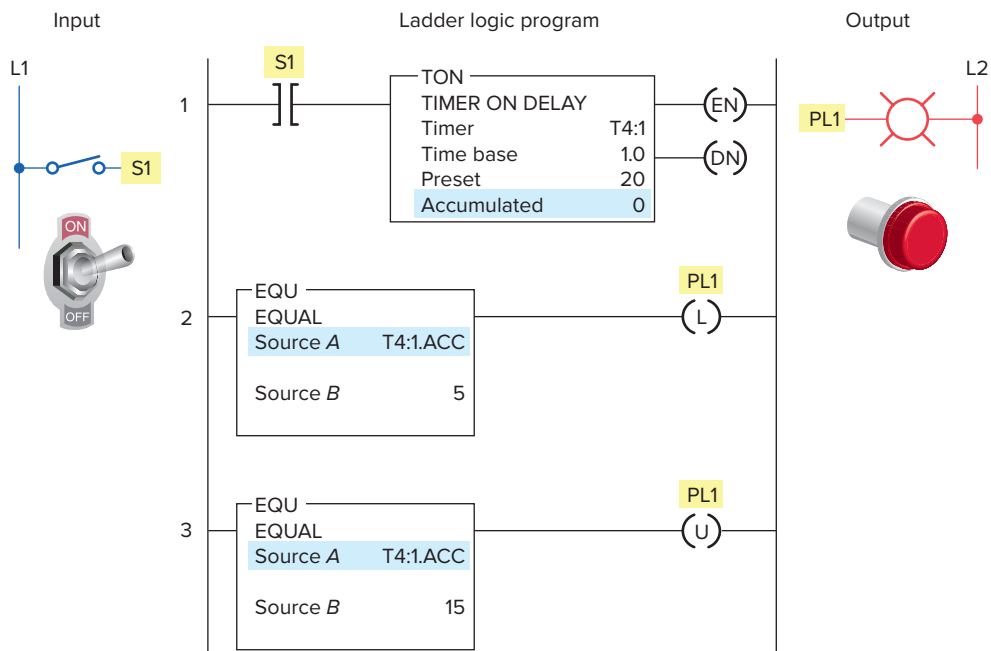 Input
Ladder logic program
Output
L1
L2
S1
S1
ON
OFF
1
TON
TIMER ON DELAY
Timer T4:1
Time base 1.0
Preset 20
Accumulated 0
EN
DN
PL1
2
EQU
EQUAL
Source A T4:1.ACC
Source B 5
PL1
L
3
EQU
EQUAL
Source A T4:1.ACC
Source B 15
PL1
U